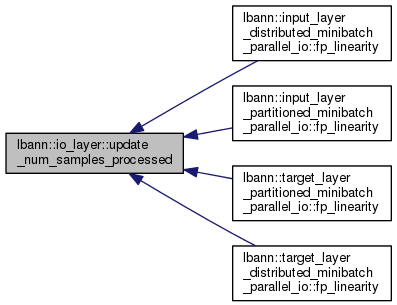 lbann::io_layer::update
_num_samples_processed
lbann::input_layer
_distributed_minibatch
_parallel_io::fp_linearity
lbann::input_layer
_partitioned_minibatch
_parallel_io::fp_linearity
lbann::target_layer
_partitioned_minibatch
_parallel_io::fp_linearity
lbann::target_layer
_distributed_minibatch
_parallel_io::fp_linearity